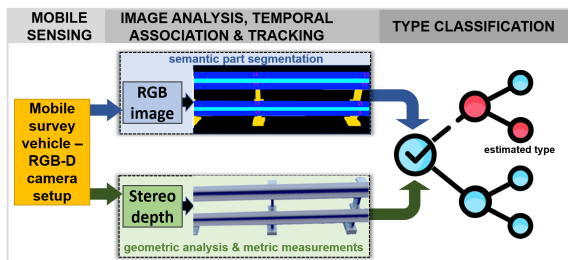 MOBILE
SENSING
IMAGE ANALYSIS, TEMPORAL
ASSOCIATION & TRACKING
TYPE CLASSIFICATION
semantic part segmentation
RGB
image
Mobile
survey
vehicle –
RGB-D
camera
setup
estimated type
Stereo
depth
geometric analysis & metric measurements